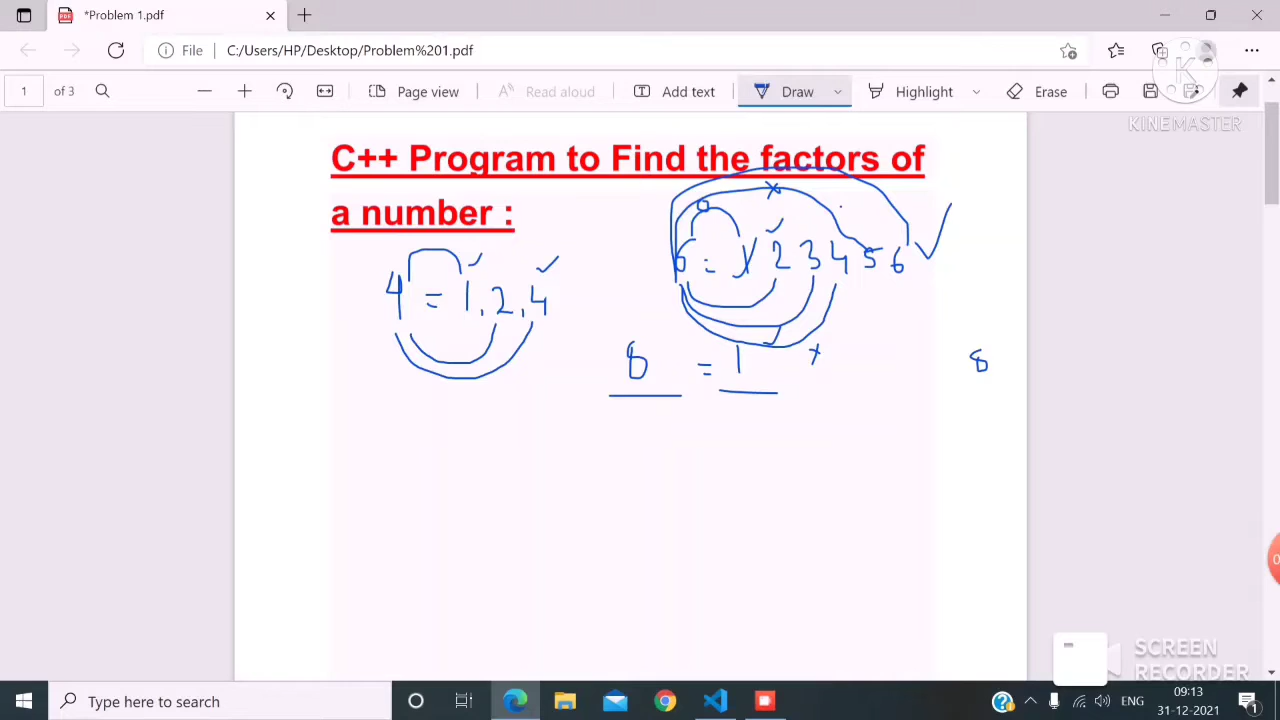 *Problem 1.pdf
File C:/Users/HP/Desktop/Problem%201.pdf
1 of 3 Page view Read aloud Add text Draw Highlight Erase
K
KINEMASTER
C++ Program to Find the factors of
a number :
6 = 1 2 3 4 5 6
4 = 1, 2, 4
8 = 1 8
SCREEN
RECORDER
Type here to search
ENG
09:13
31-12-2021
1